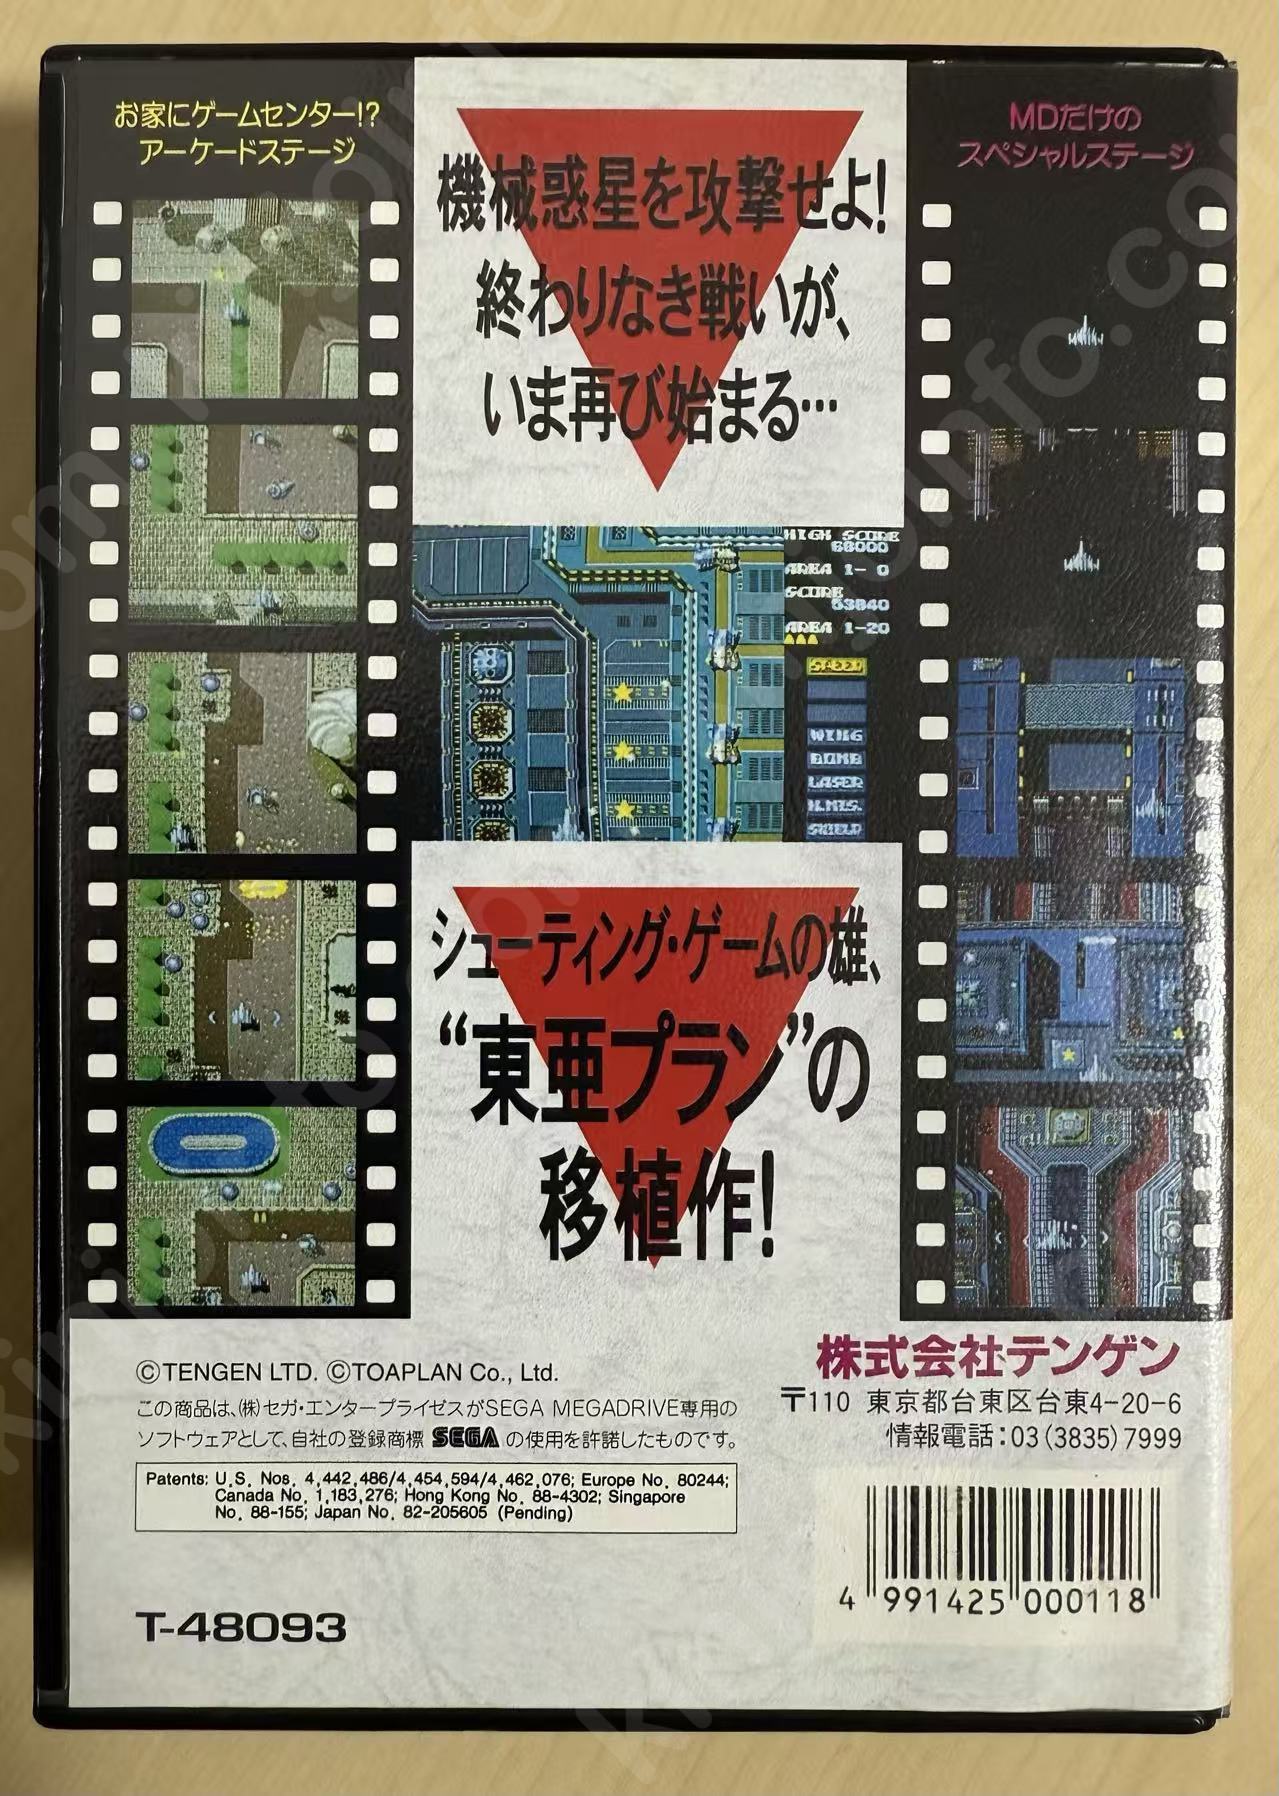 お家にゲームセンター!?
アーケードステージ
機械惑星を攻撃せよ!
終わりなき戦いが、
いま再び始まる…
MDだけの
スペシャルステージ
HIGH SCORE
68000
AREA 1- 0
SCORE
53840
AREA 1-20
SPEED
WING
BOMB
LASER
H.MIS.
SHIELD
シューティング・ゲームの雄、
“東亜プラン”の
移植作!
©TENGEN LTD. ©TOAPLAN Co., Ltd.
この商品は、(株)セガ・エンタープライゼスがSEGA MEGADRIVE専用の
ソフトウェアとして、自社の登録商標 SEGA の使用を許諾したものです。
Patents: U.S. Nos. 4,442,486/4,454,594/4,462,076; Europe No. 80244;
Canada No. 1,183,276; Hong Kong No. 88-4302; Singapore
No. 88-155; Japan No. 82-205605 (Pending)
T-48093
株式会社テンゲン
〒110 東京都台東区台東4-20-6
情報電話:03(3835)7999
4 991425 000118